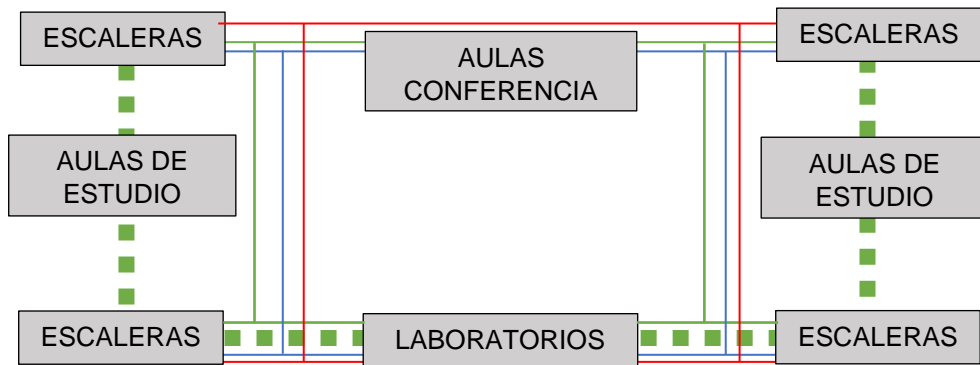 ESCALERAS
AULAS
CONFERENCIA
ESCALERAS
AULAS DE
ESTUDIO
AULAS DE
ESTUDIO
ESCALERAS
LABORATORIOS
ESCALERAS